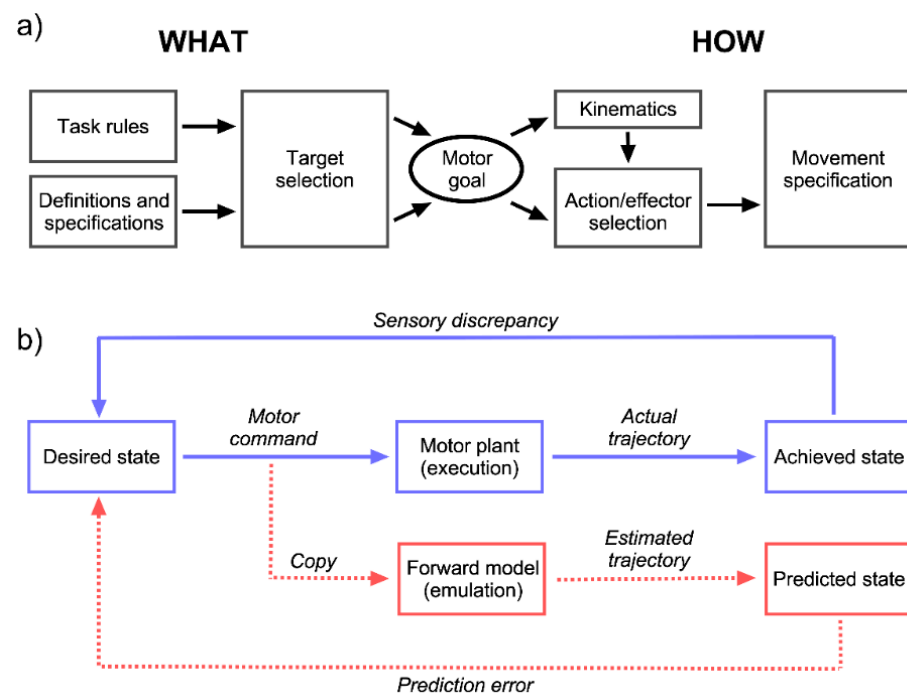 a)
WHAT
HOW
Task rules
Definitions and
specifications
Target
selection
Motor
goal
Kinematics
Action/effector
selection
Movement
specification
b)
Sensory discrepancy
Desired state
Motor
command
Motor plant
(execution)
Actual
trajectory
Achieved state
Copy
Forward model
(emulation)
Estimated
trajectory
Predicted state
Prediction error